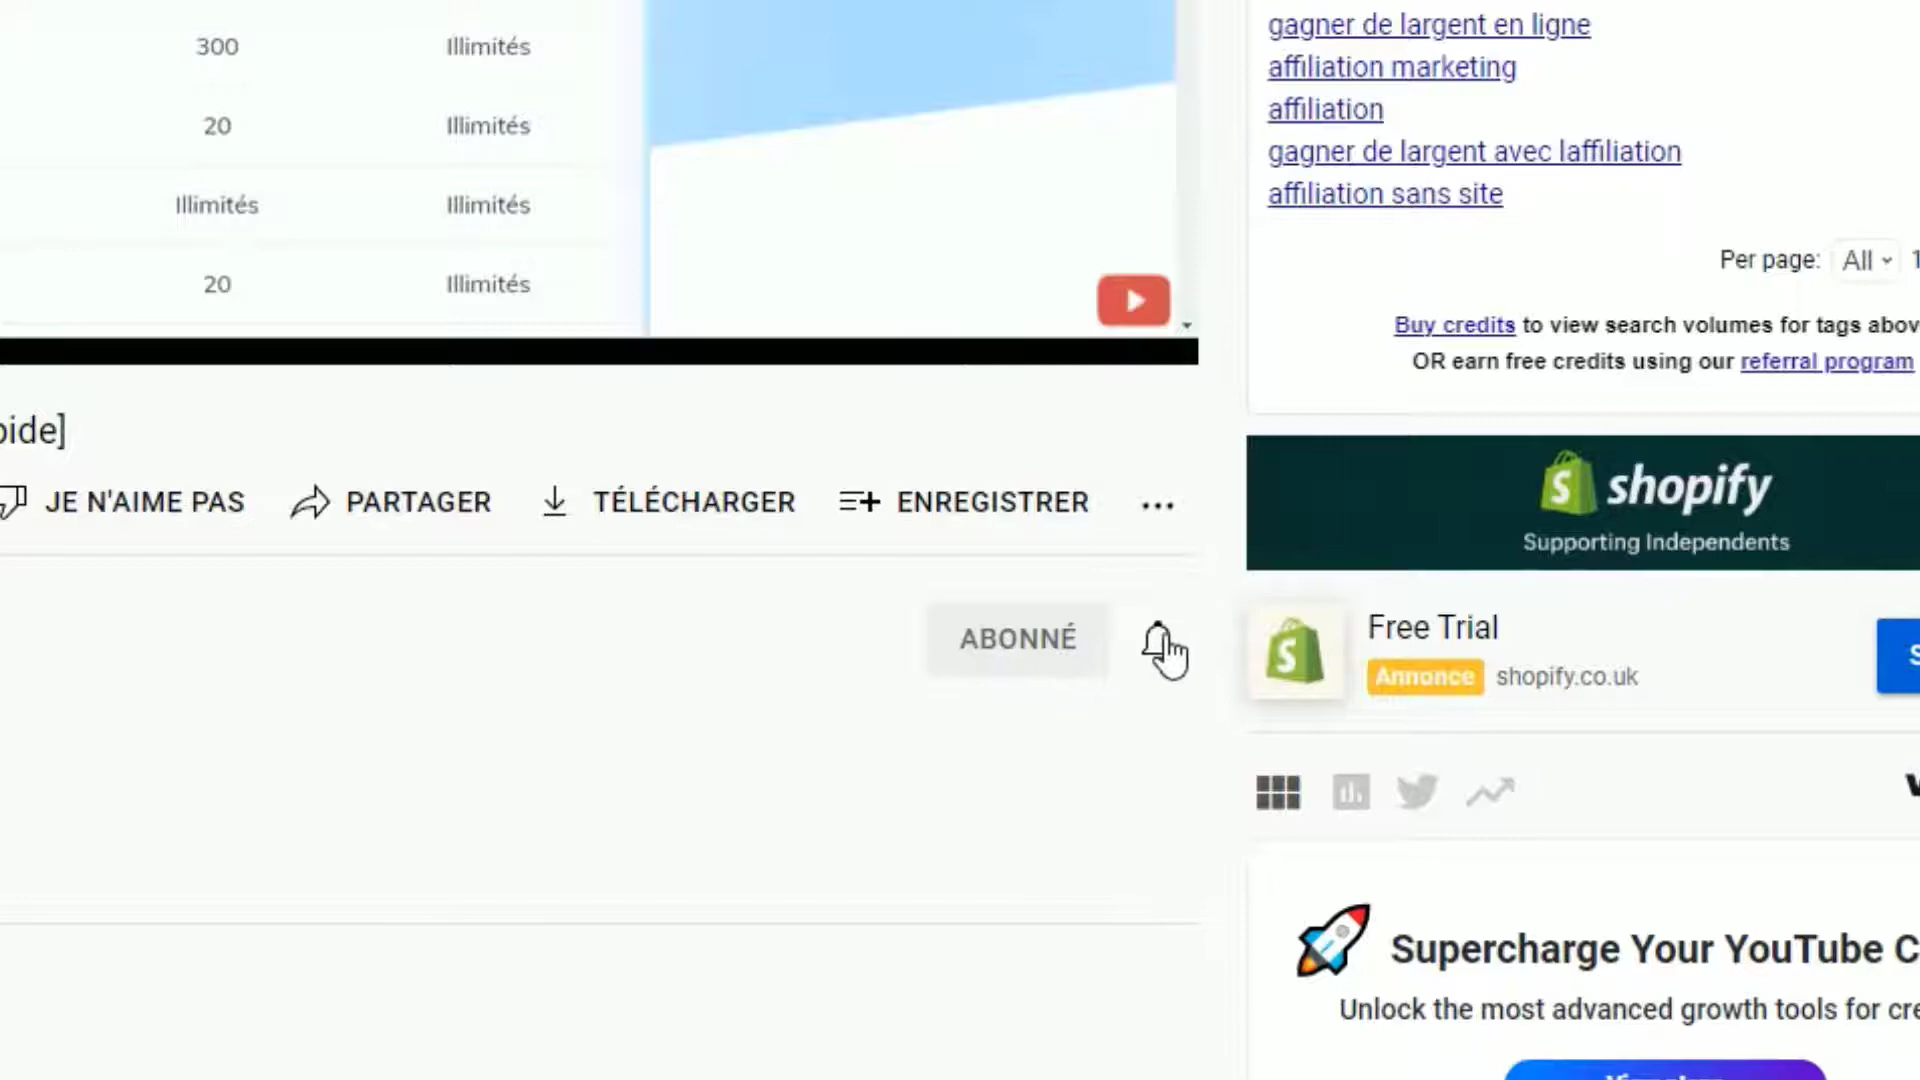 300 Illimités
20 Illimités
Illimités Illimités
20 Illimités
JE N'AIME PAS PARTAGER TÉLÉCHARGER ENREGISTRER
ABONNÉ
gagner de largent en ligne
affiliation marketing
affiliation
gagner de largent avec laffiliation
affiliation sans site
Per page: All
Buy credits to view search volumes for tags
OR earn free credits using our referral program
shopify
Supporting Independents
Free Trial
Annonce shopify.co.uk
Supercharge Your YouTube
Unlock the most advanced growth tools for